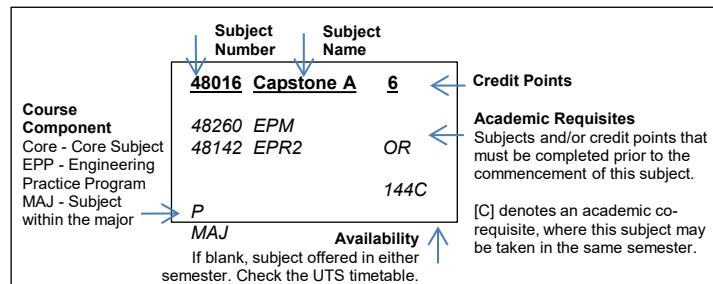 Subject
Number
Subject
Name
48016 Capstone A 6
Credit Points
Course
Component
Core - Core Subject
EPP - Engineering
Practice Program
MAJ - Subject
within the major
48260 EPM
48142 EPR2 OR
144C
P
MAJ
Academic Requisites
Subjects and/or credit points that
must be completed prior to the
commencement of this subject.
[C] denotes an academic co-
requisite, where this subject may
be taken in the same semester.
Availability
If blank, subject offered in either
semester. Check the UTS timetable.